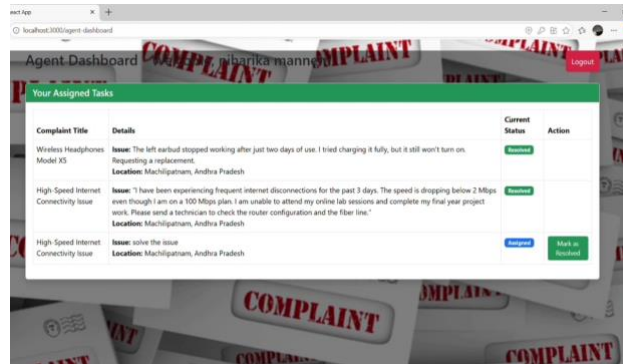 React App
localhost:3000/agent-dashboard
Agent Dashboard
Logout
Your Assigned Tasks
Complaint Title Details Current Status Action
Wireless Headphones Model X5
Issue: The left earbud stopped working after just two days of use. I tried charging it fully, but it still won't turn on.
Requesting a replacement.
Location: Machilipatnam, Andhra Pradesh
Resolved
High-Speed Internet Connectivity Issue
Issue: "I have been experiencing frequent internet disconnections for the past 3 days. The speed is dropping below 2 Mbps
even though I am on a 100 Mbps plan. I am unable to attend my online lab sessions and complete my final year project
work. Please send a technician to check the router configuration and the fiber line."
Location: Machilipatnam, Andhra Pradesh
Resolved
High-Speed Internet Connectivity Issue
Issue: solve the issue
Location: Machilipatnam, Andhra Pradesh
Assigned
Mark as Resolved
COMPLAINT
COMPLAINT
COMPLAINT
COMPLAINT